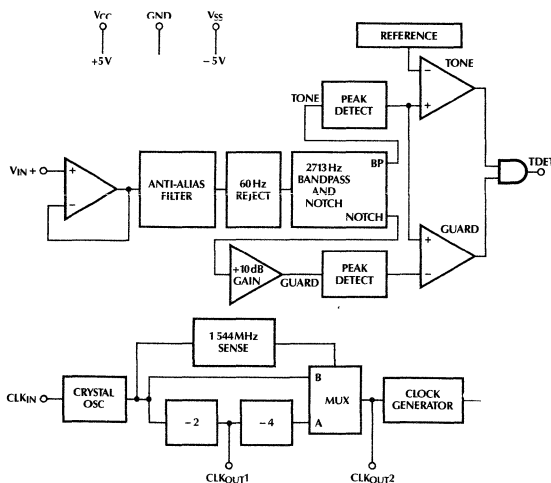 VCC
GND
VSS
+5V
-5V
REFERENCE
TONE
TONE
PEAK
DETECT
-
+
VIN +
+
-
ANTI-ALIAS
FILTER
60 Hz
REJECT
2713 Hz
BANDPASS
AND
NOTCH
BP
NOTCH
TDET
GUARD
+
-
+10 dB
GAIN
GUARD
PEAK
DETECT
1 544 MHz
SENSE
CLKIN
CRYSTAL
OSC
B
MUX
A
CLOCK
GENERATOR
-2
-4
CLKOUT1
CLKOUT2